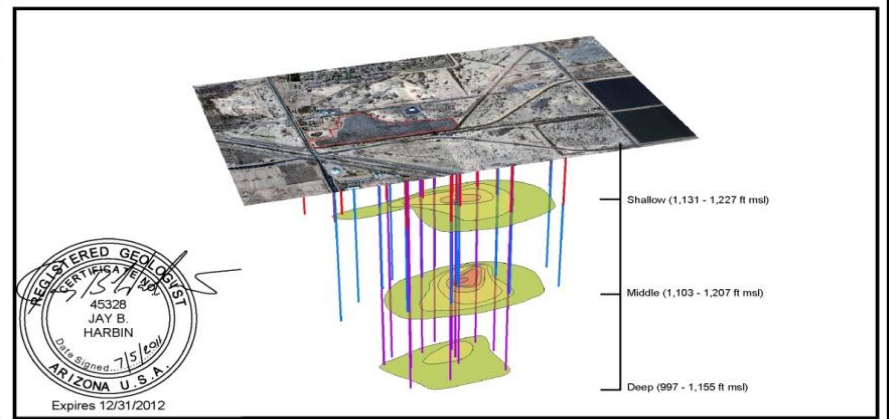 Shallow (1,131 - 1,227 ft msl)
Middle (1,103 - 1,207 ft msl)
Deep (997 - 1,155 ft msl)
REGISTERED GEOLOGIST
CERTIFICATE NO.
45328
JAY B.
HARBIN
Date Signed 7/5/2011
ARIZONA U.S.A.
Expires 12/31/2012